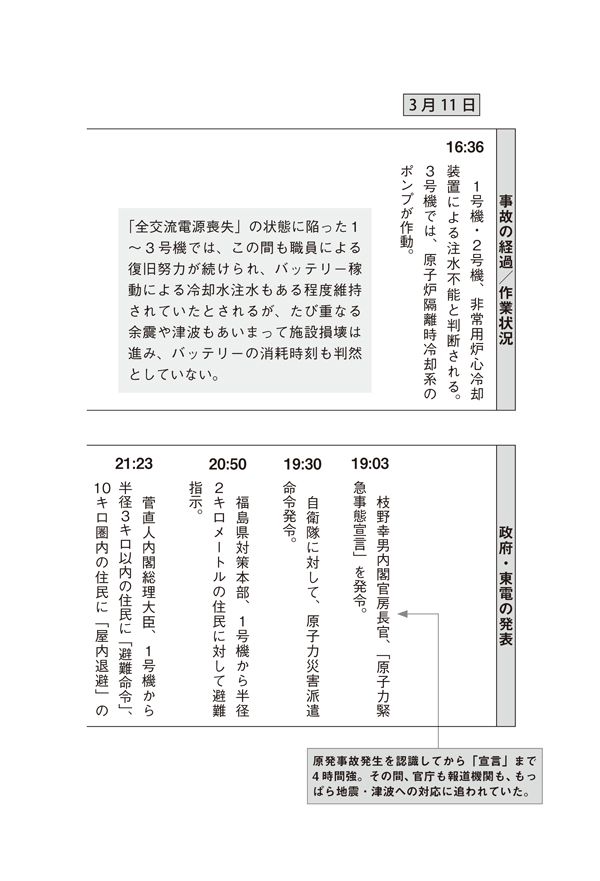 3月11日
事故の経過／作業状況
16:36
1号機・2号機、非常用炉心冷却
装置による注水不能と判断される。
3号機では、原子炉隔離時冷却系の
ポンプが作動。
「全交流電源喪失」の状態に陥った1
〜3号機では、この間も職員による
復旧努力が続けられ、バッテリー稼
動による冷却水注水もある程度維持
されていたとされるが、たび重なる
余震や津波もあいまって施設損壊は
進み、バッテリーの消耗時刻も判然
としていない。
政府・東電の発表
19:03
枝野幸男内閣官房長官、「原子力緊
急事態宣言」を発令。
19:30
自衛隊に対して、原子力災害派遣
命令発令。
20:50
福島県対策本部、1号機から半径
2キロメートルの住民に対して避難
指示。
21:23
菅直人内閣総理大臣、1号機から
半径3キロ以内の住民に「避難命令」、
10キロ圏内の住民に「屋内退避」の
原発事故発生を認識してから「宣言」まで
4時間強。その間、官庁も報道機関も、もっ
ぱら地震・津波への対応に追われていた。